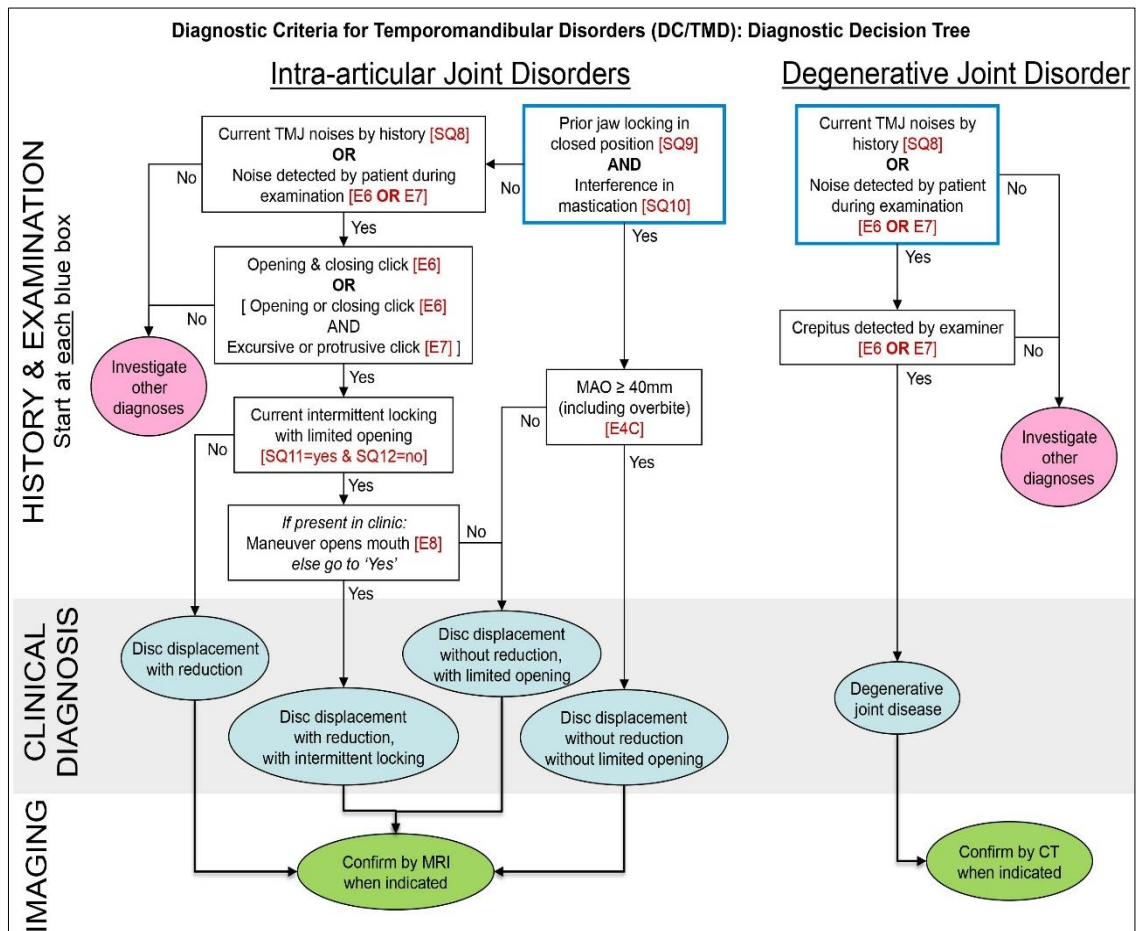 Diagnostic Criteria for Temporomandibular Disorders (DC/TMD): Diagnostic Decision Tree
Intra-articular Joint Disorders
Degenerative Joint Disorder
HISTORY & EXAMINATION
Start at each blue box
Current TMJ noises by history [SQ8]
OR
Noise detected by patient during
examination [E6 OR E7]
Prior jaw locking in
closed position [SQ9]
AND
Interference in
mastication [SQ10]
Current TMJ noises by
history [SQ8]
OR
Noise detected by patient
during examination
[E6 OR E7]
No
No
No
Yes
Yes
Yes
Opening & closing click [E6]
OR
[ Opening or closing click [E6]
AND
Excursive or protrusive click [E7] ]
No
Yes
Crepitus detected by examiner
[E6 OR E7]
No
Yes
Investigate
other
diagnoses
Current intermittent locking
with limited opening
[SQ11=yes & SQ12=no]
No
Yes
MAO ≥ 40mm
(including overbite)
[E4C]
No
Yes
Investigate
other
diagnoses
If present in clinic:
Maneuver opens mouth [E8]
else go to 'Yes'
No
Yes
CLINICAL
DIAGNOSIS
Disc displacement
with reduction
Disc displacement
with reduction,
with intermittent locking
Disc displacement
without reduction,
with limited opening
Disc displacement
without reduction
without limited opening
Degenerative
joint disease
IMAGING
Confirm by MRI
when indicated
Confirm by CT
when indicated